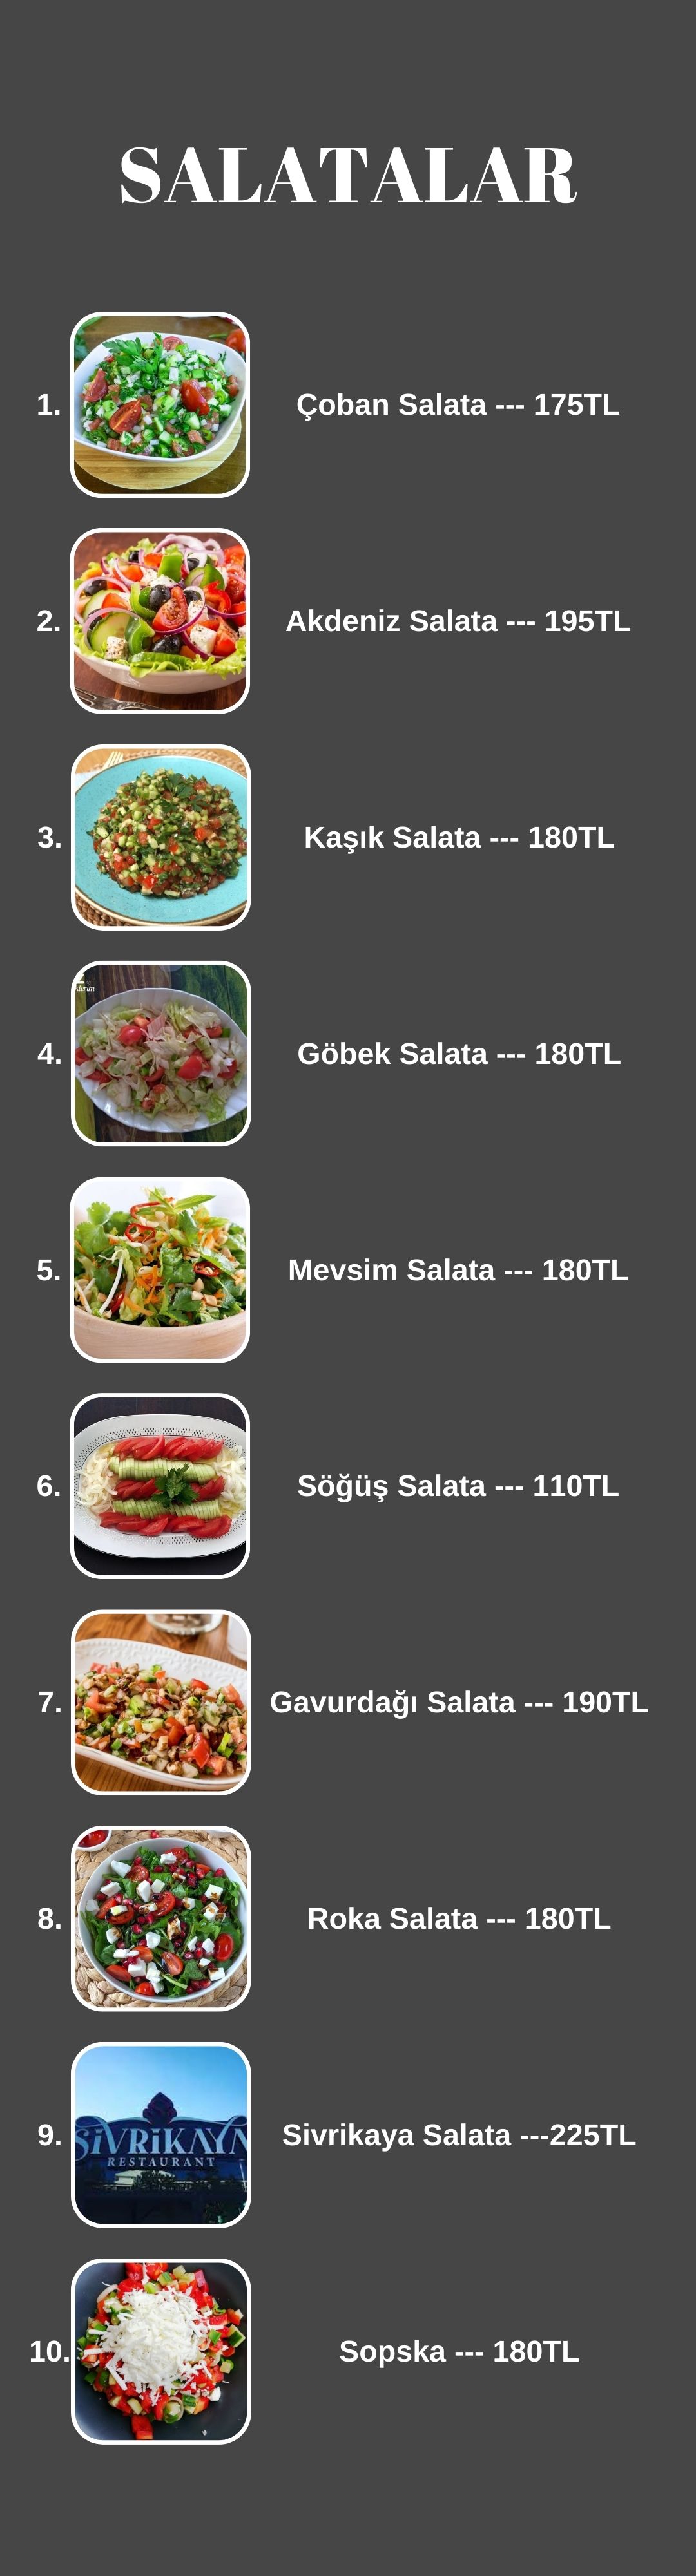 SALATALAR
1. Çoban Salata --- 175TL
2. Akdeniz Salata --- 195TL
3. Kaşık Salata --- 180TL
4. Göbek Salata --- 180TL
5. Mevsim Salata --- 180TL
6. Söğüş Salata --- 110TL
7. Gavurdağı Salata --- 190TL
8. Roka Salata --- 180TL
9. Sivrikaya Salata ---225TL
SİVRİKAYA
RESTAURANT
10. Sopska --- 180TL